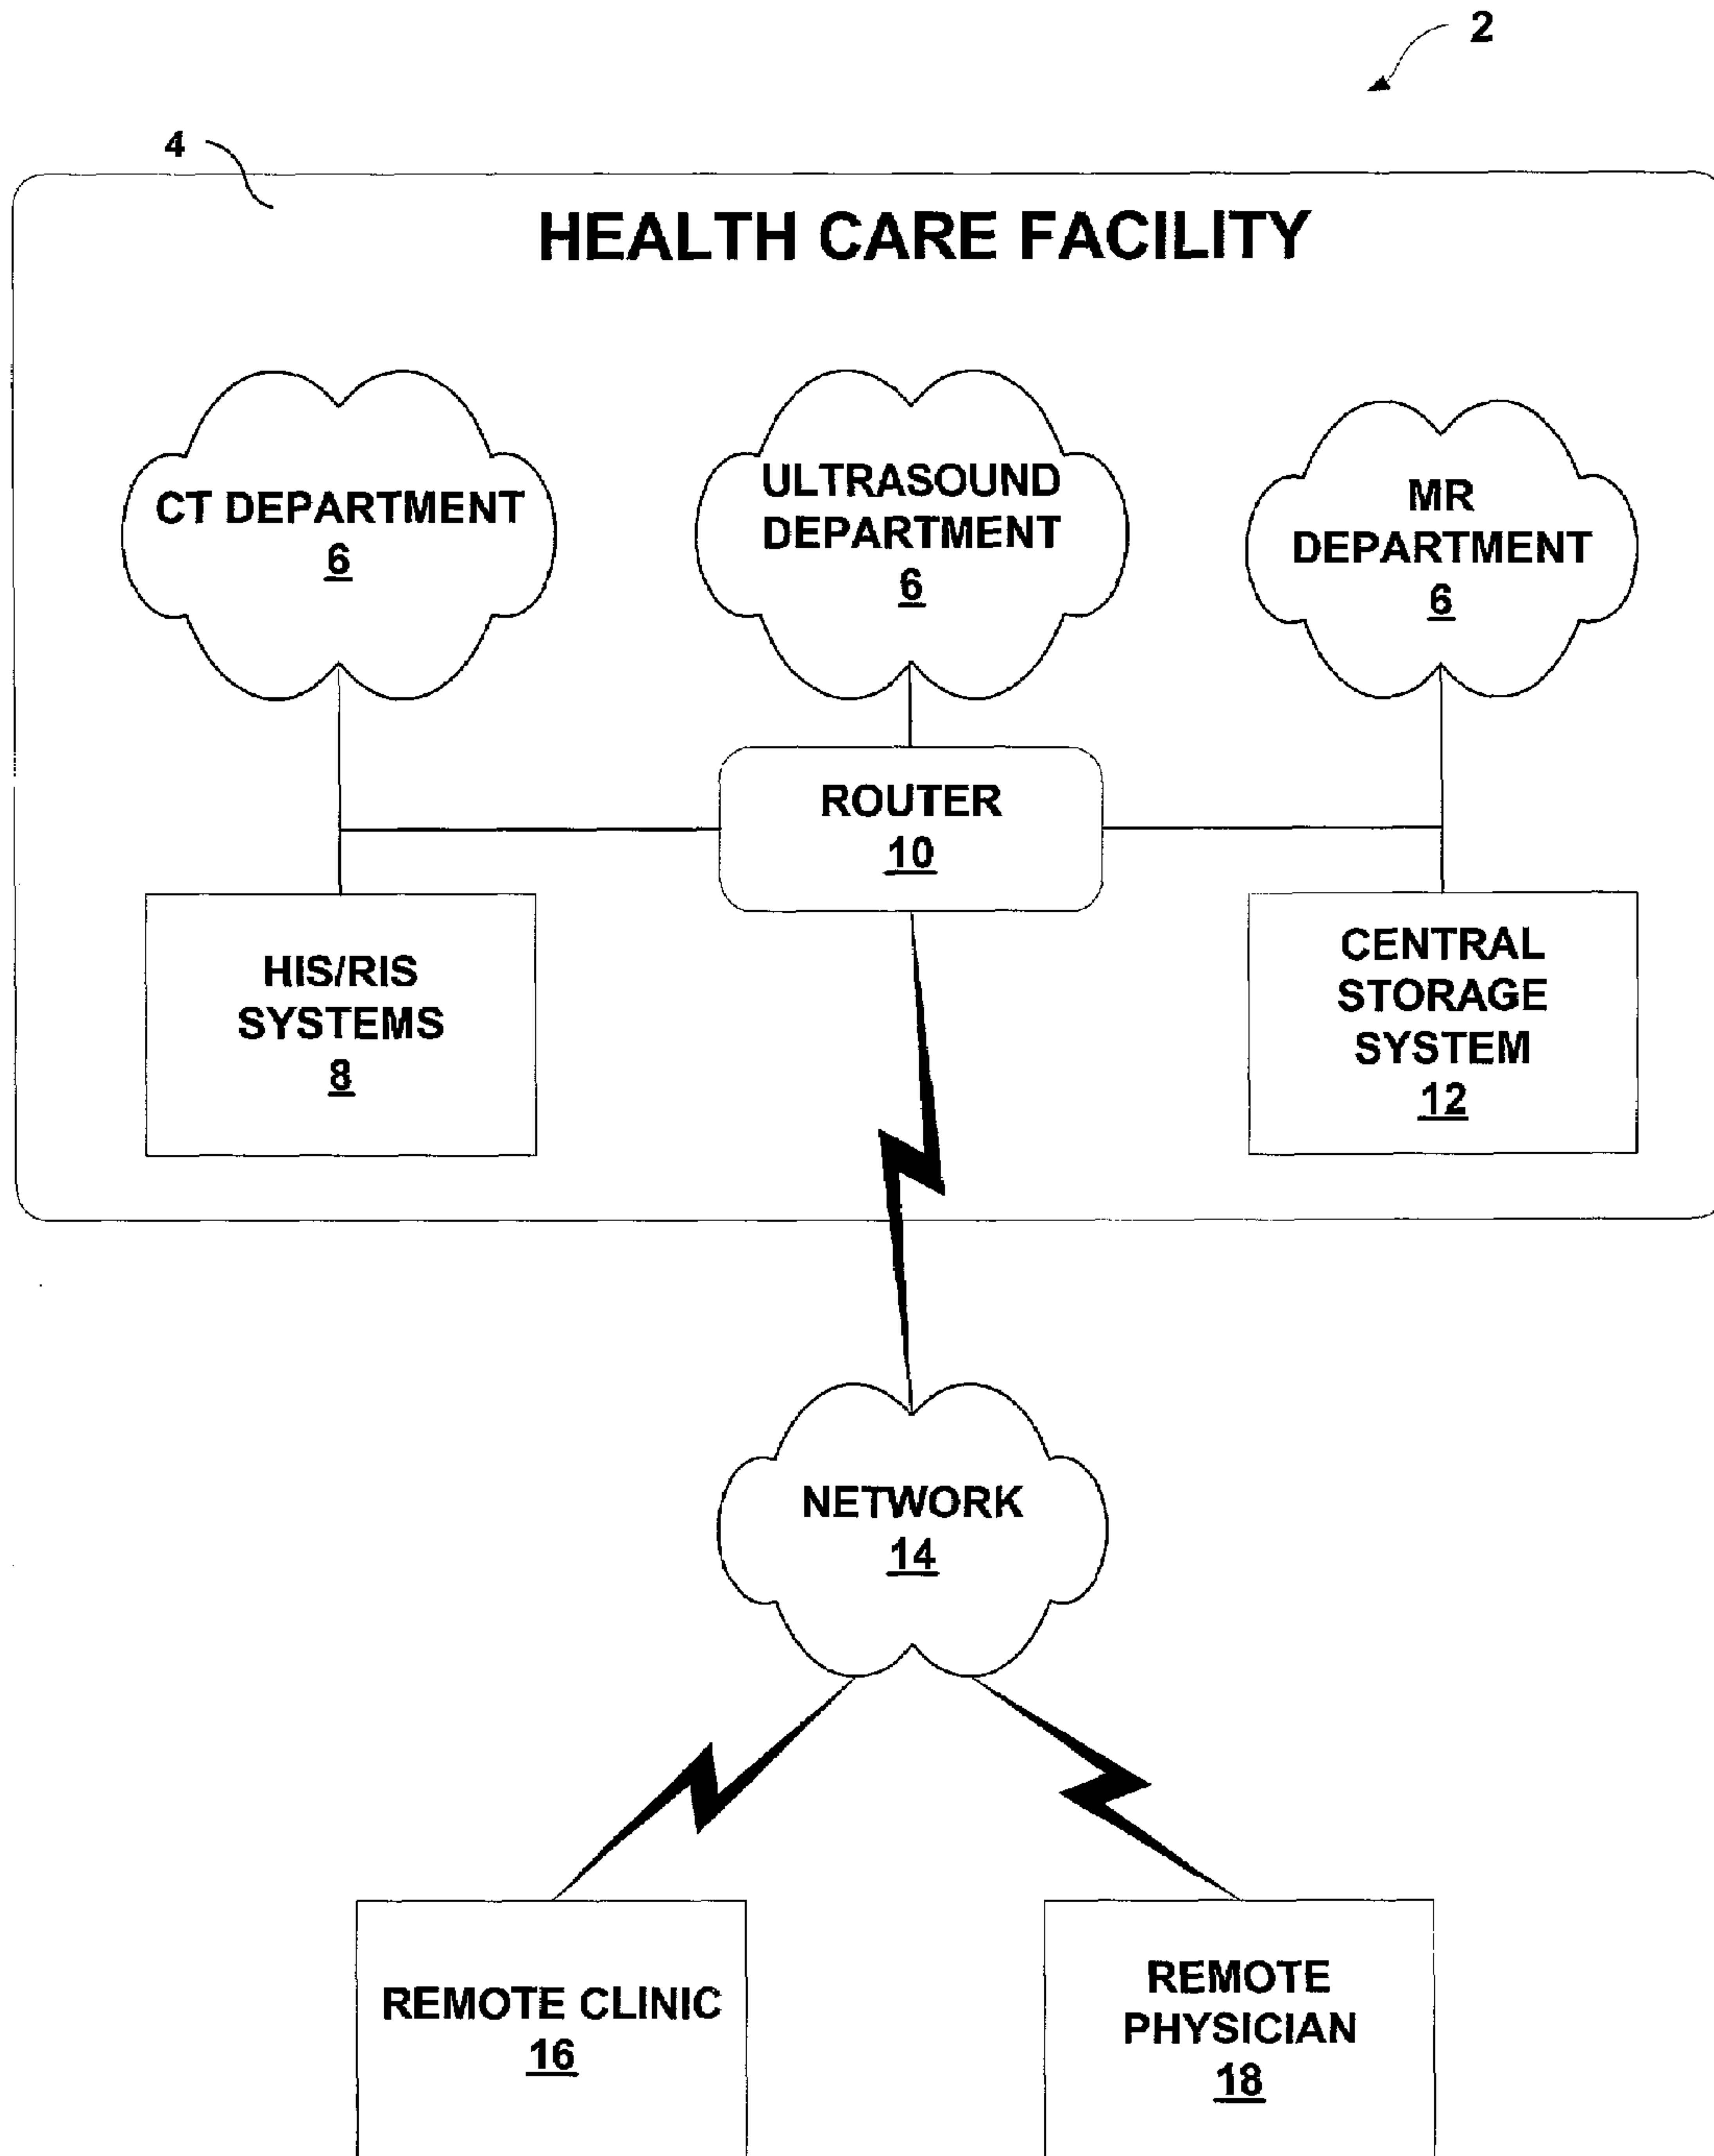 2
4
HEALTH CARE FACILITY
CT DEPARTMENT
6
ULTRASOUND
DEPARTMENT
6
MR
DEPARTMENT
6
ROUTER
10
HIS/RIS
SYSTEMS
8
CENTRAL
STORAGE
SYSTEM
12
NETWORK
14
REMOTE CLINIC
16
REMOTE
PHYSICIAN
18